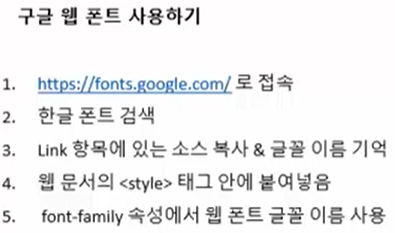 구글 웹 폰트 사용하기
1. https://fonts.google.com/ 로 접속
2. 한글 폰트 검색
3. Link 항목에 있는 소스 복사 & 글꼴 이름 기억
4. 웹 문서의 <style> 태그 안에 붙여넣음
5. font-family 속성에서 웹 폰트 글꼴 이름 사용